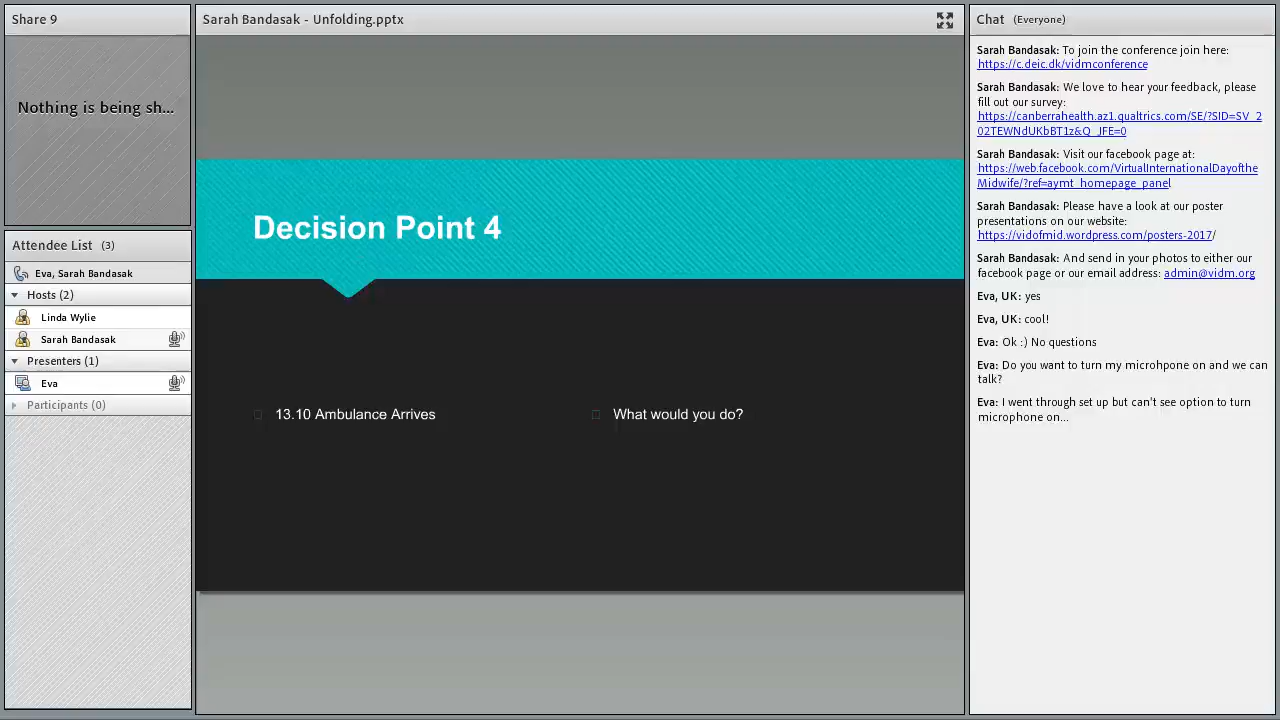 Share 9
Nothing is being sh...
Attendee List (3)
Eva, Sarah Bandasak
Hosts (2)
Linda Wylie
Sarah Bandasak
Presenters (1)
Eva
Participants (0)
Sarah Bandasak - Unfolding.pptx
Decision Point 4
13.10 Ambulance Arrives
What would you do?
Chat (Everyone)
Sarah Bandasak: To join the conference join here:
https://c.deic.dk/vidmconference
Sarah Bandasak: We love to hear your feedback, please
fill out our survey:
https://canberrahealth.az1.qualtrics.com/SE/?SID=SV_2
02TEWNdUKbBT1z&Q_JFE=0
Sarah Bandasak: Visit our facebook page at:
https://web.facebook.com/VirtualInternationalDayofthe
Midwife/?ref=aymt_homepage_panel
Sarah Bandasak: Please have a look at our poster
presentations on our website:
https://vidofmid.wordpress.com/posters-2017/
Sarah Bandasak: And send in your photos to either our
facebook page or our email address: admin@vidm.org
Eva, UK: yes
Eva, UK: cool!
Eva: Ok :) No questions
Eva: Do you want to turn my microhpone on and we can
talk?
Eva: I went through set up but can't see option to turn
microphone on...